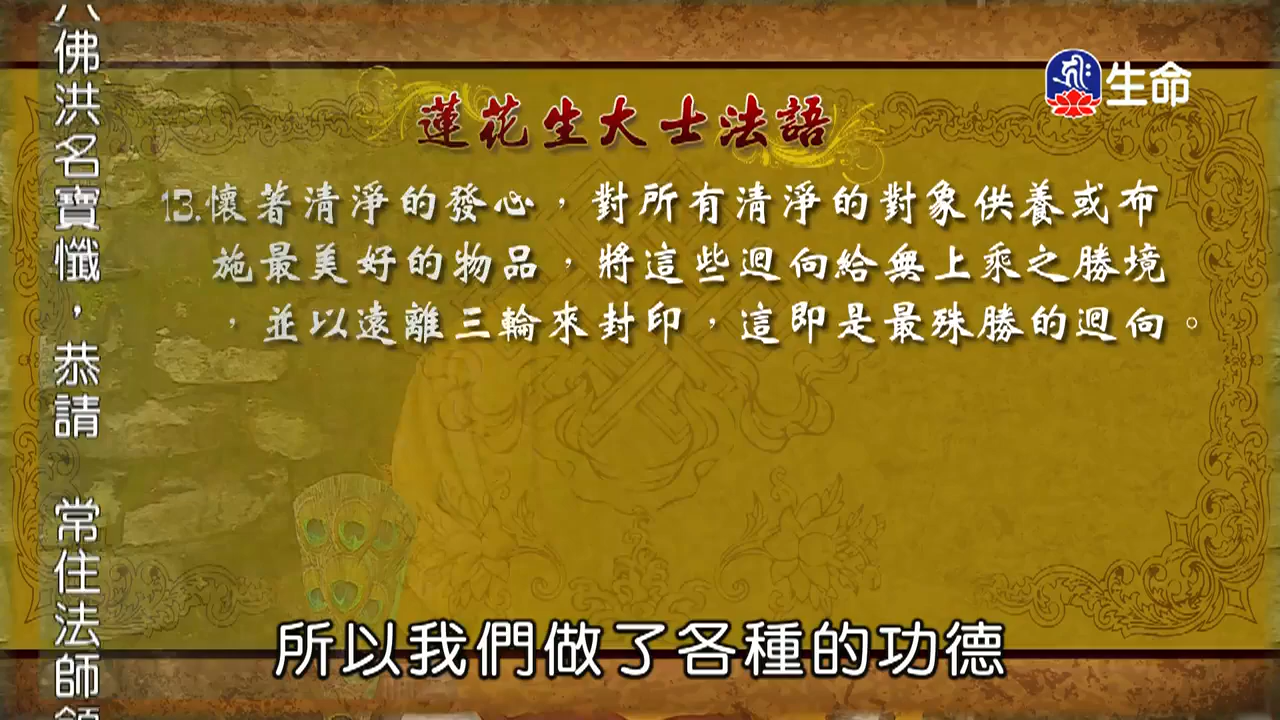 生命
蓮花生大士法語
13.懷著清淨的發心，對所有清淨的對象供養或布
施最美好的物品，將這些迴向給無上乘之勝境
，並以遠離三輪來封印，這即是最殊勝的迴向。
佛洪名寶懺，恭請 常住法師
所以我們做了各種的功德